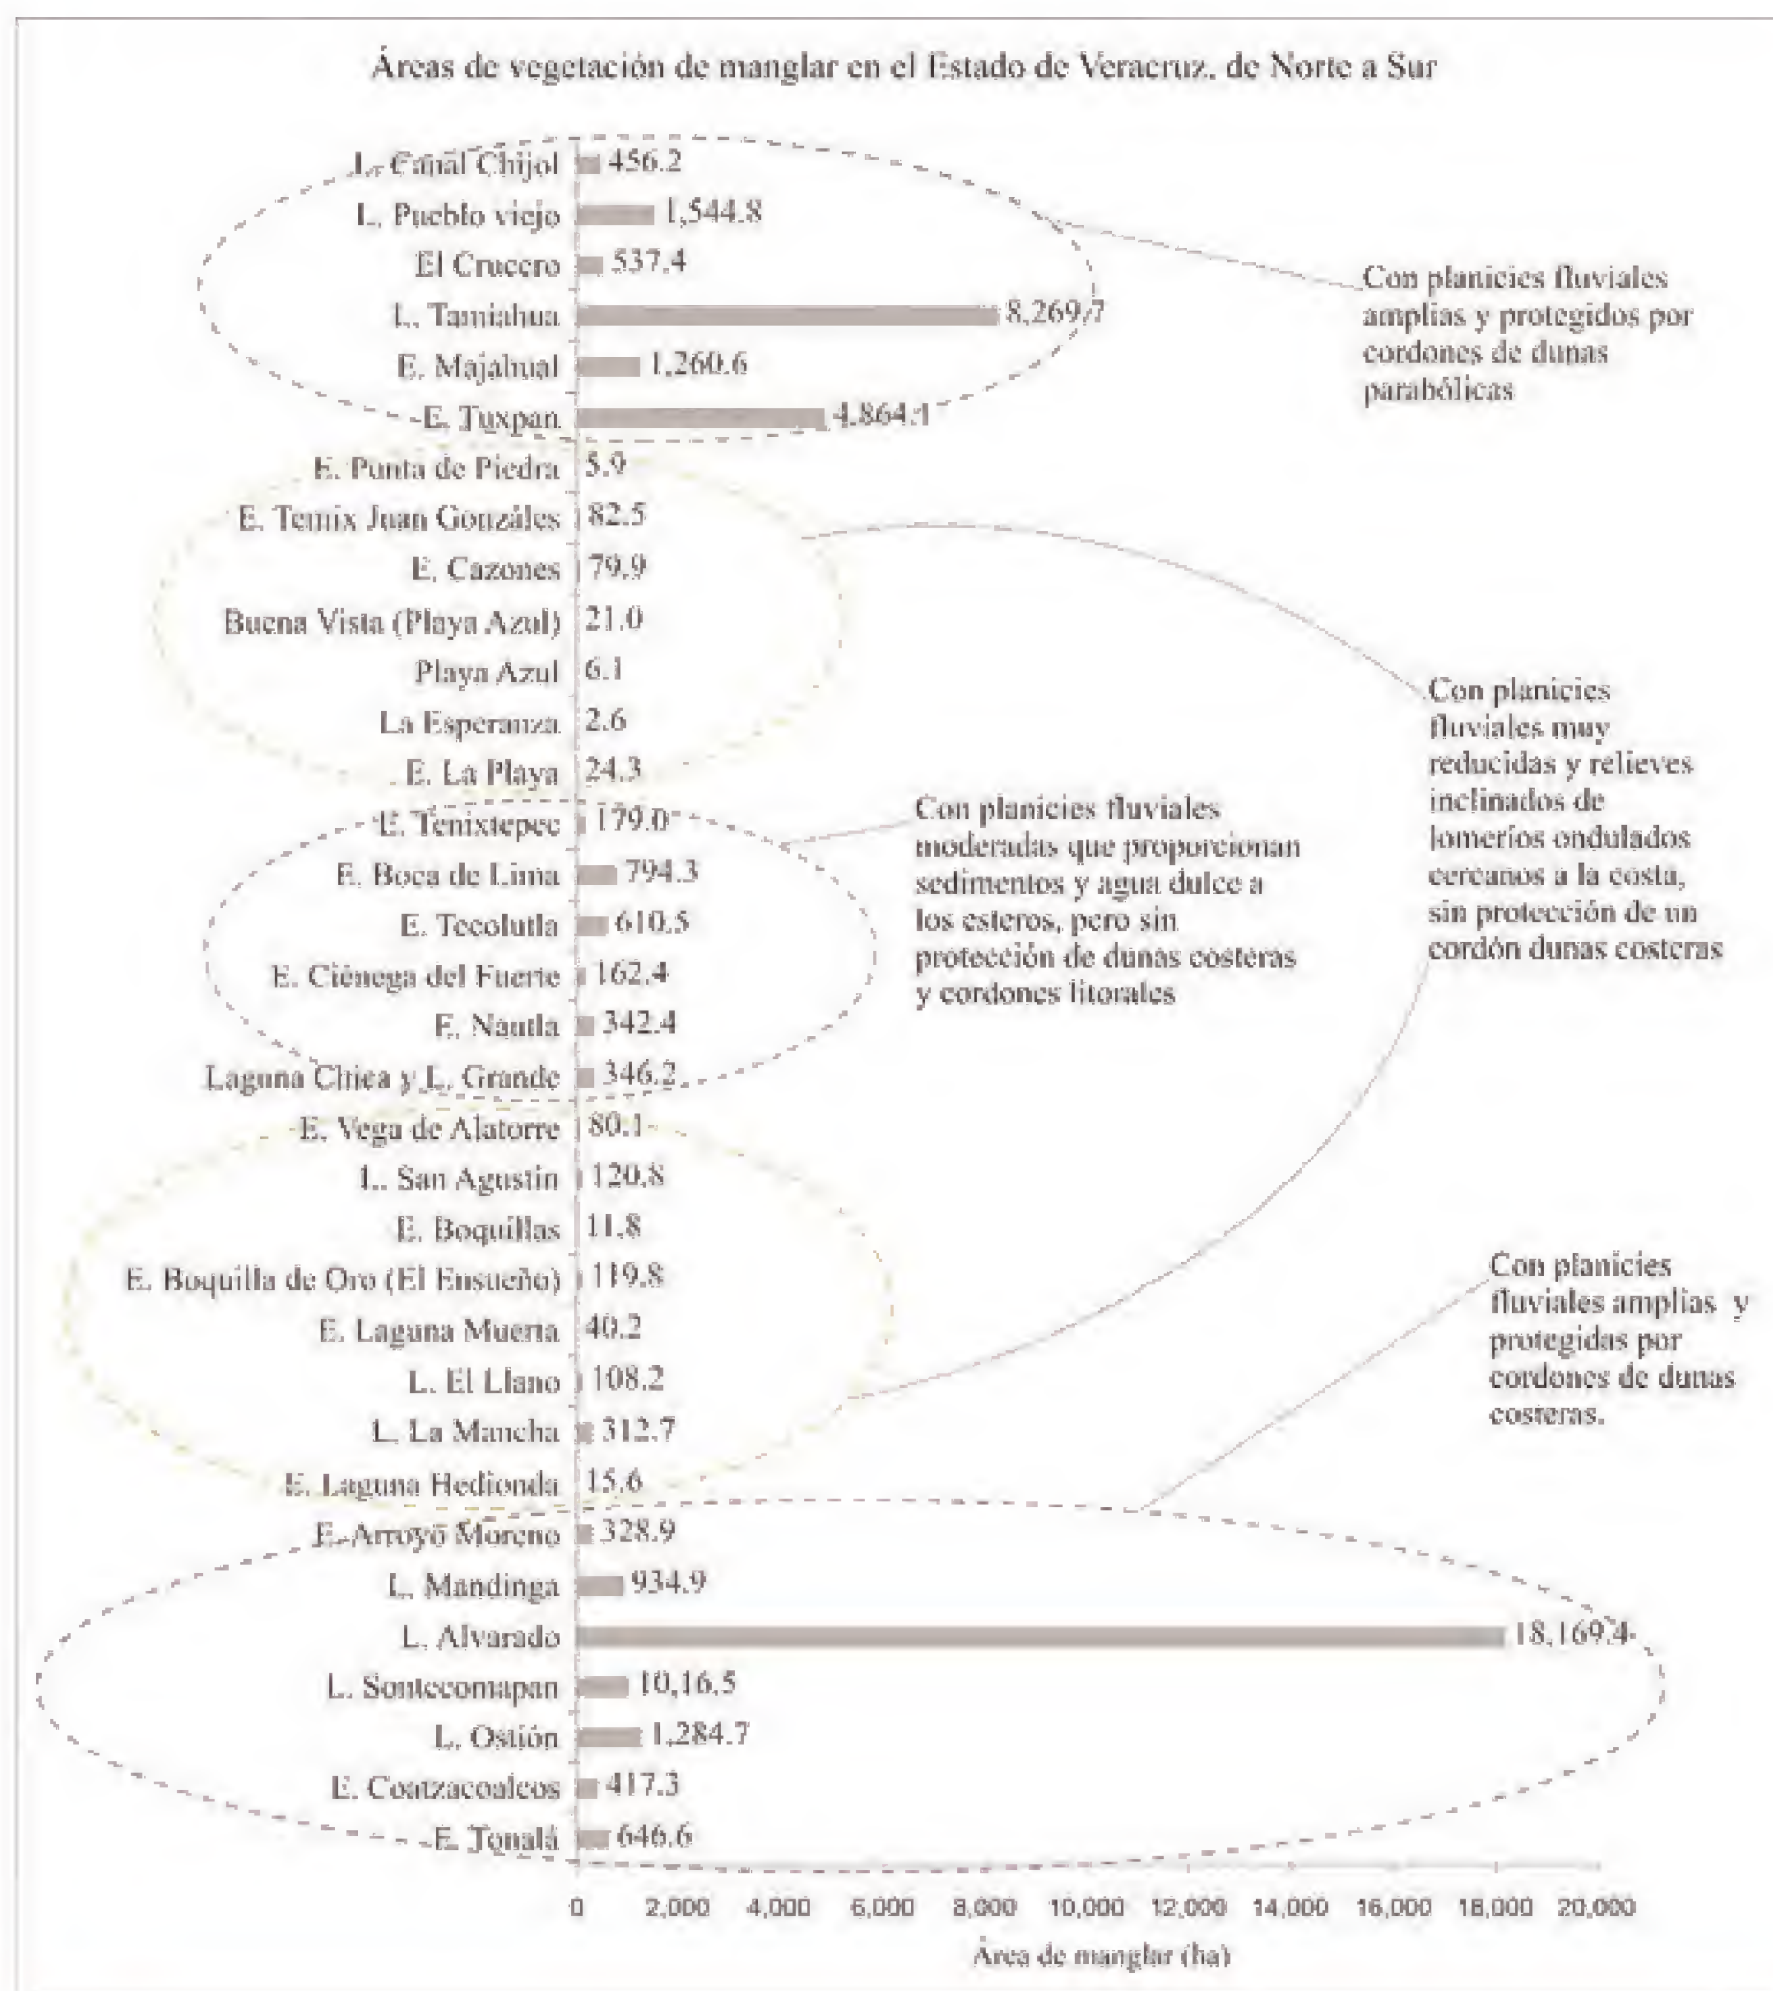 Áreas de vegetación de manglar en el Estado de Veracruz, de Norte a Sur
L. Canal Chijol 456.2
L. Pueblo viejo 1,544.8
El Crucero 537.4
L. Tamiahua 8,269.7
E. Majahual 1,260.6
E. Tuxpan 4,864.1
Con planicies fluviales
amplias y protegidos por
cordones de dunas
parabólicas
E. Punta de Piedra 5.9
E. Temix Juan Gonzáles 82.5
E. Cazones 79.9
Buena Vista (Playa Azul) 21.0
Playa Azul 6.1
La Esperanza 2.6
E. La Playa 24.3
Con planicies
fluviales muy
reducidas y relieves
inclinados de
lomeríos ondulados
cercanos a la costa,
sin protección de un
cordón dunas costeras
E. Tenixtepec 179.0
E. Boca de Lima 794.3
E. Tecolutla 610.5
E. Ciénega del Fuerte 162.4
E. Nautla 342.4
Laguna Chica y L. Grande 346.2
Con planicies fluviales
moderadas que proporcionan
sedimentos y agua dulce a
los esteros, pero sin
protección de dunas costeras
y cordones litorales
E. Vega de Alatorre 80.1
L. San Agustin 120.8
E. Boquillas 11.8
E. Boquilla de Oro (El Ensueño) 119.8
E. Laguna Muerta 40.2
L. El Llano 108.2
L. La Mancha 312.7
E. Laguna Hedionda 15.6
E. Arroyo Moreno 328.9
L. Mandinga 934.9
L. Alvarado 18,169.4
L. Sontecomapan 10,16.5
L. Ostión 1,284.7
E. Coatzacoalcos 417.3
E. Tonalá 646.6
Con planicies
fluviales amplias y
protegidas por
cordones de dunas
costeras.
0 2,000 4,000 6,000 8,000 10,000 12,000 14,000 16,000 18,000 20,000
Área de manglar (ha)